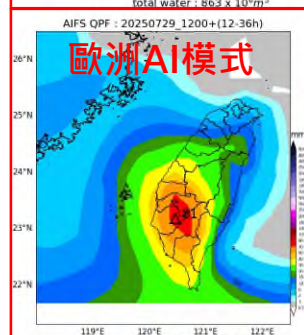 total water : 863 x 10⁶m³
AIFS QPF : 20250729_1200+(12-36h)
歐洲AI模式
26°N
mm
25°N
24°N
23°N
22°N
119°E 120°E 121°E 122°E